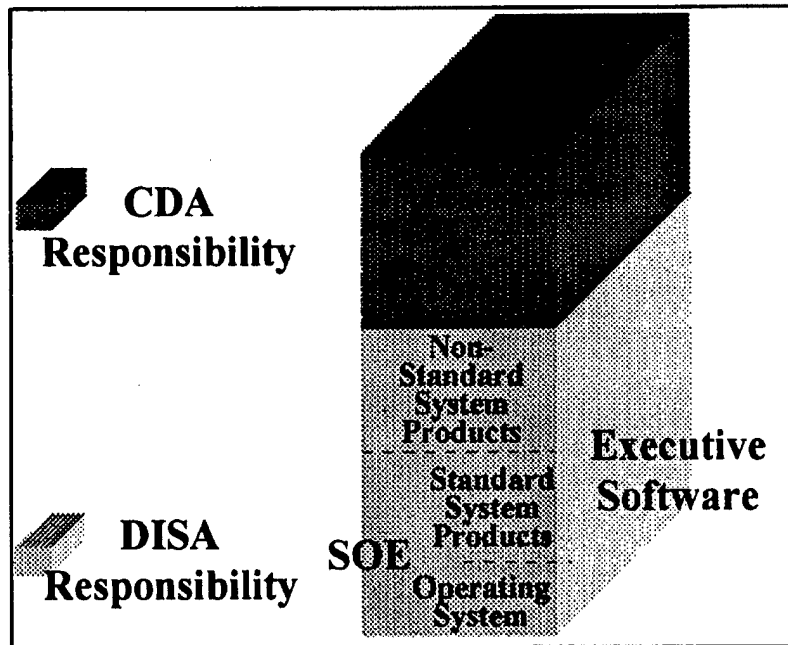 CDA
Responsibility
Non-
Standard
System
Products
Executive
Software
Standard
System
Products
DISA
Responsibility
SOE
Operating
System